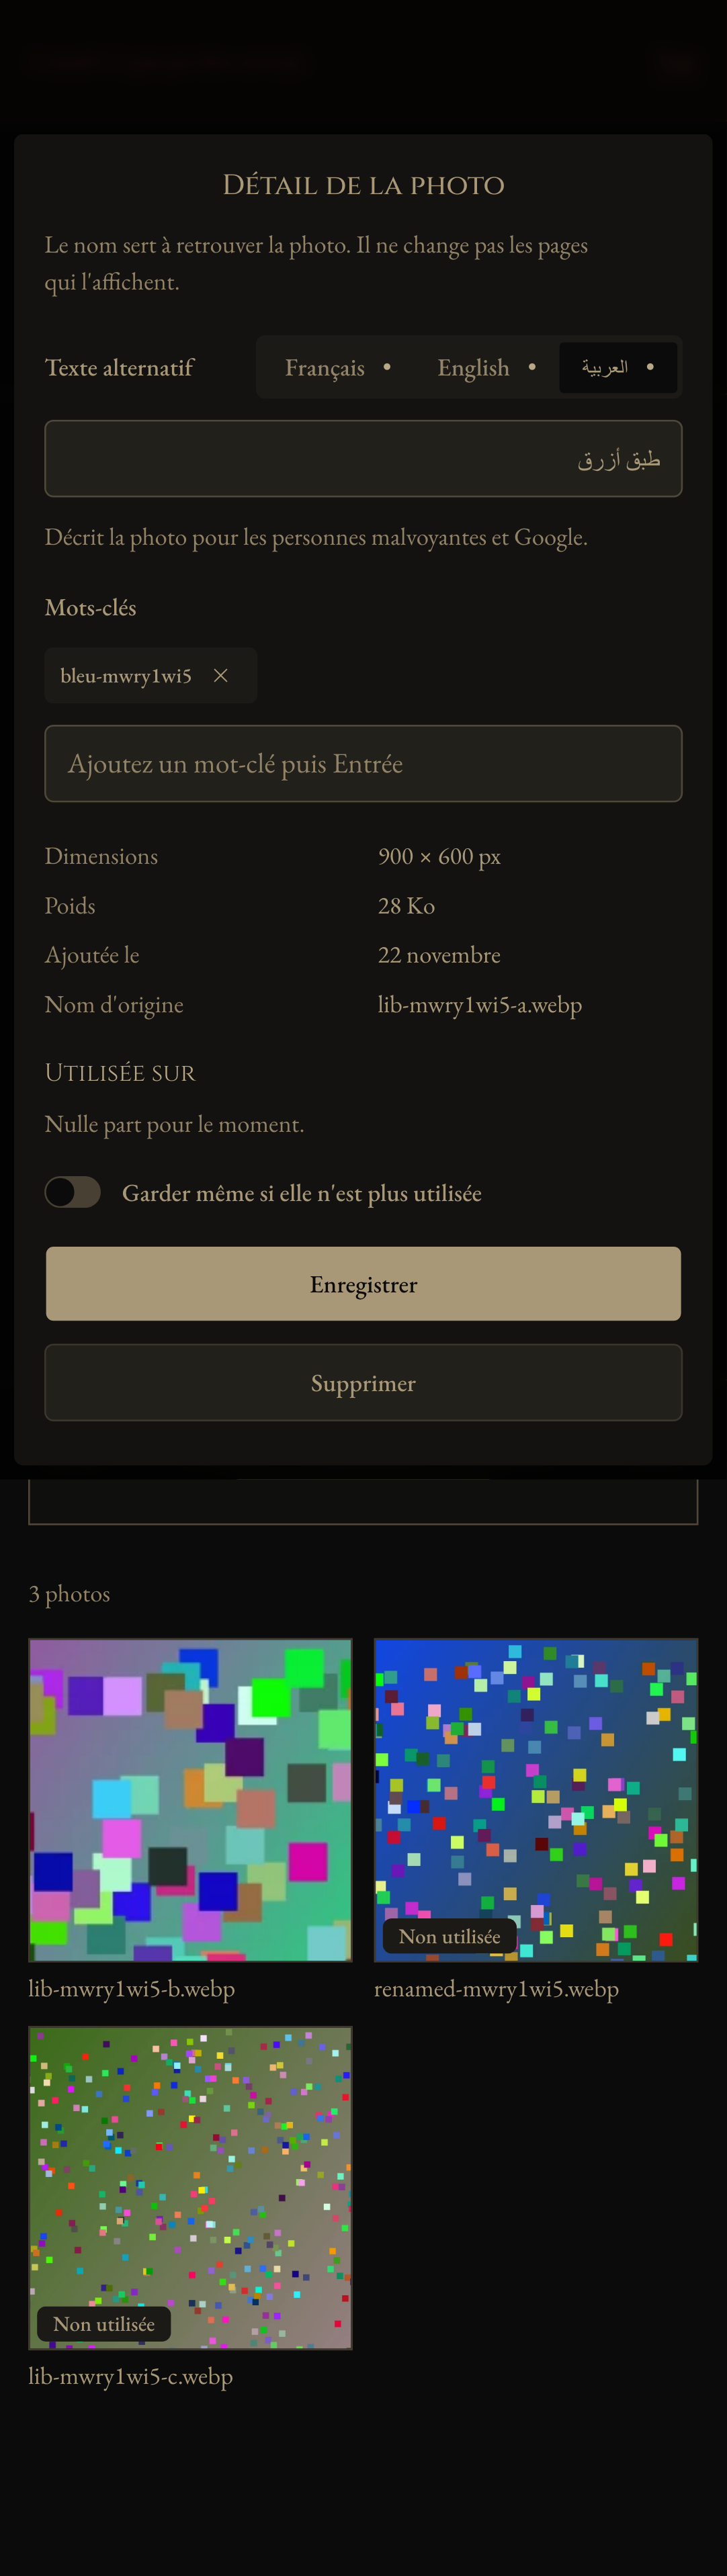 Détail de la photo
Le nom sert à retrouver la photo. Il ne change pas les pages
qui l'affichent.
Texte alternatif
Français •
English •
العربية •
طبق أزرق
Décrit la photo pour les personnes malvoyantes et Google.
Mots-clés
bleu-mwry1wi5 ×
Ajoutez un mot-clé puis Entrée
Dimensions 900 × 600 px
Poids 28 Ko
Ajoutée le 22 novembre
Nom d'origine lib-mwry1wi5-a.webp
Utilisée sur
Nulle part pour le moment.
Garder même si elle n'est plus utilisée
Enregistrer
Supprimer
3 photos
Non utilisée
lib-mwry1wi5-b.webp
renamed-mwry1wi5.webp
Non utilisée
lib-mwry1wi5-c.webp